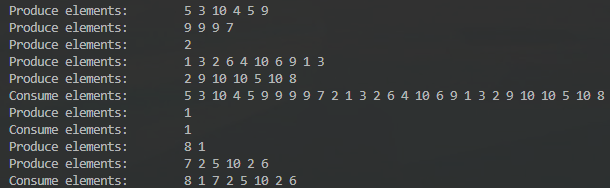 Produce elements: 5 3 10 4 5 9
Produce elements: 9 9 9 7
Produce elements: 2
Produce elements: 1 3 2 6 4 10 6 9 1 3
Produce elements: 2 9 10 10 5 10 8
Consume elements: 5 3 10 4 5 9 9 9 9 7 2 1 3 2 6 4 10 6 9 1 3 2 9 10 10 5 10 8
Produce elements: 1
Consume elements: 1
Produce elements: 8 1
Produce elements: 7 2 5 10 2 6
Consume elements: 8 1 7 2 5 10 2 6